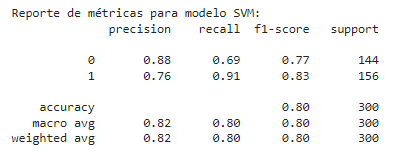 Reporte de métricas para modelo SVM:
precision recall f1-score support
0 0.88 0.69 0.77 144
1 0.76 0.91 0.83 156
accuracy 0.80 300
macro avg 0.82 0.80 0.80 300
weighted avg 0.82 0.80 0.80 300